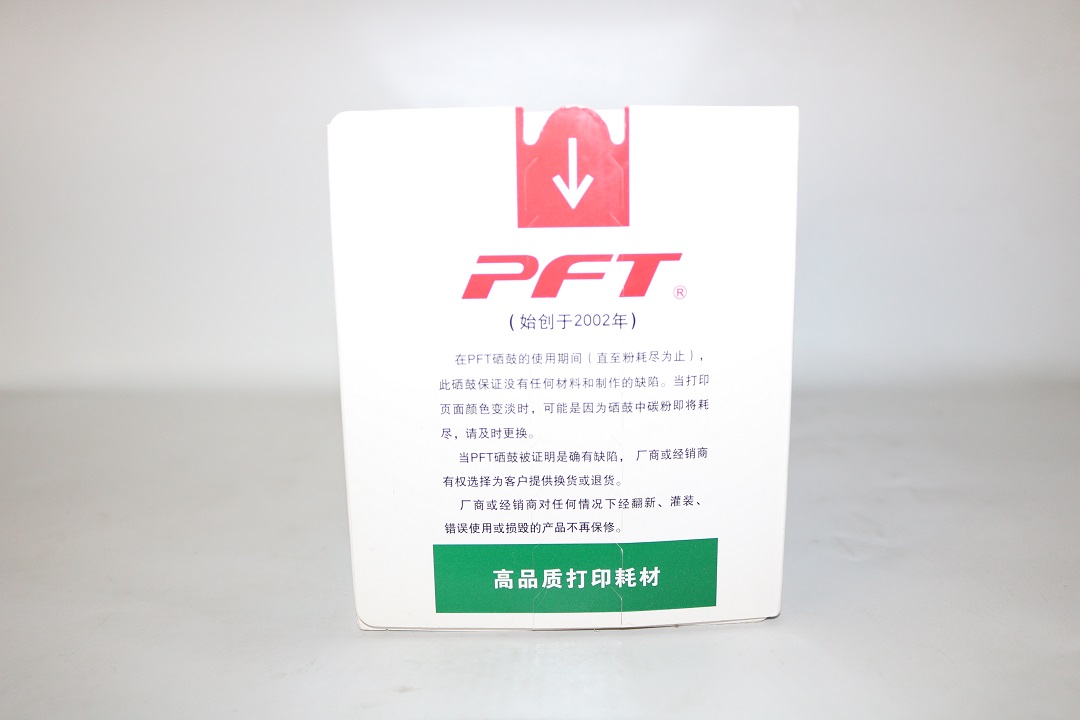 PFT®
（始创于2002年）
在PFT硒鼓的使用期间（直至粉耗尽为止），
此硒鼓保证没有任何材料和制作的缺陷。当打印
页面颜色变淡时，可能是因为硒鼓中碳粉即将耗
尽，请及时更换。
当PFT硒鼓被证明是确有缺陷， 厂商或经销商
有权选择为客户提供换货或退货。
厂商或经销商对任何情况下经翻新、灌装、
错误使用或损毁的产品不再保修。
高品质打印耗材